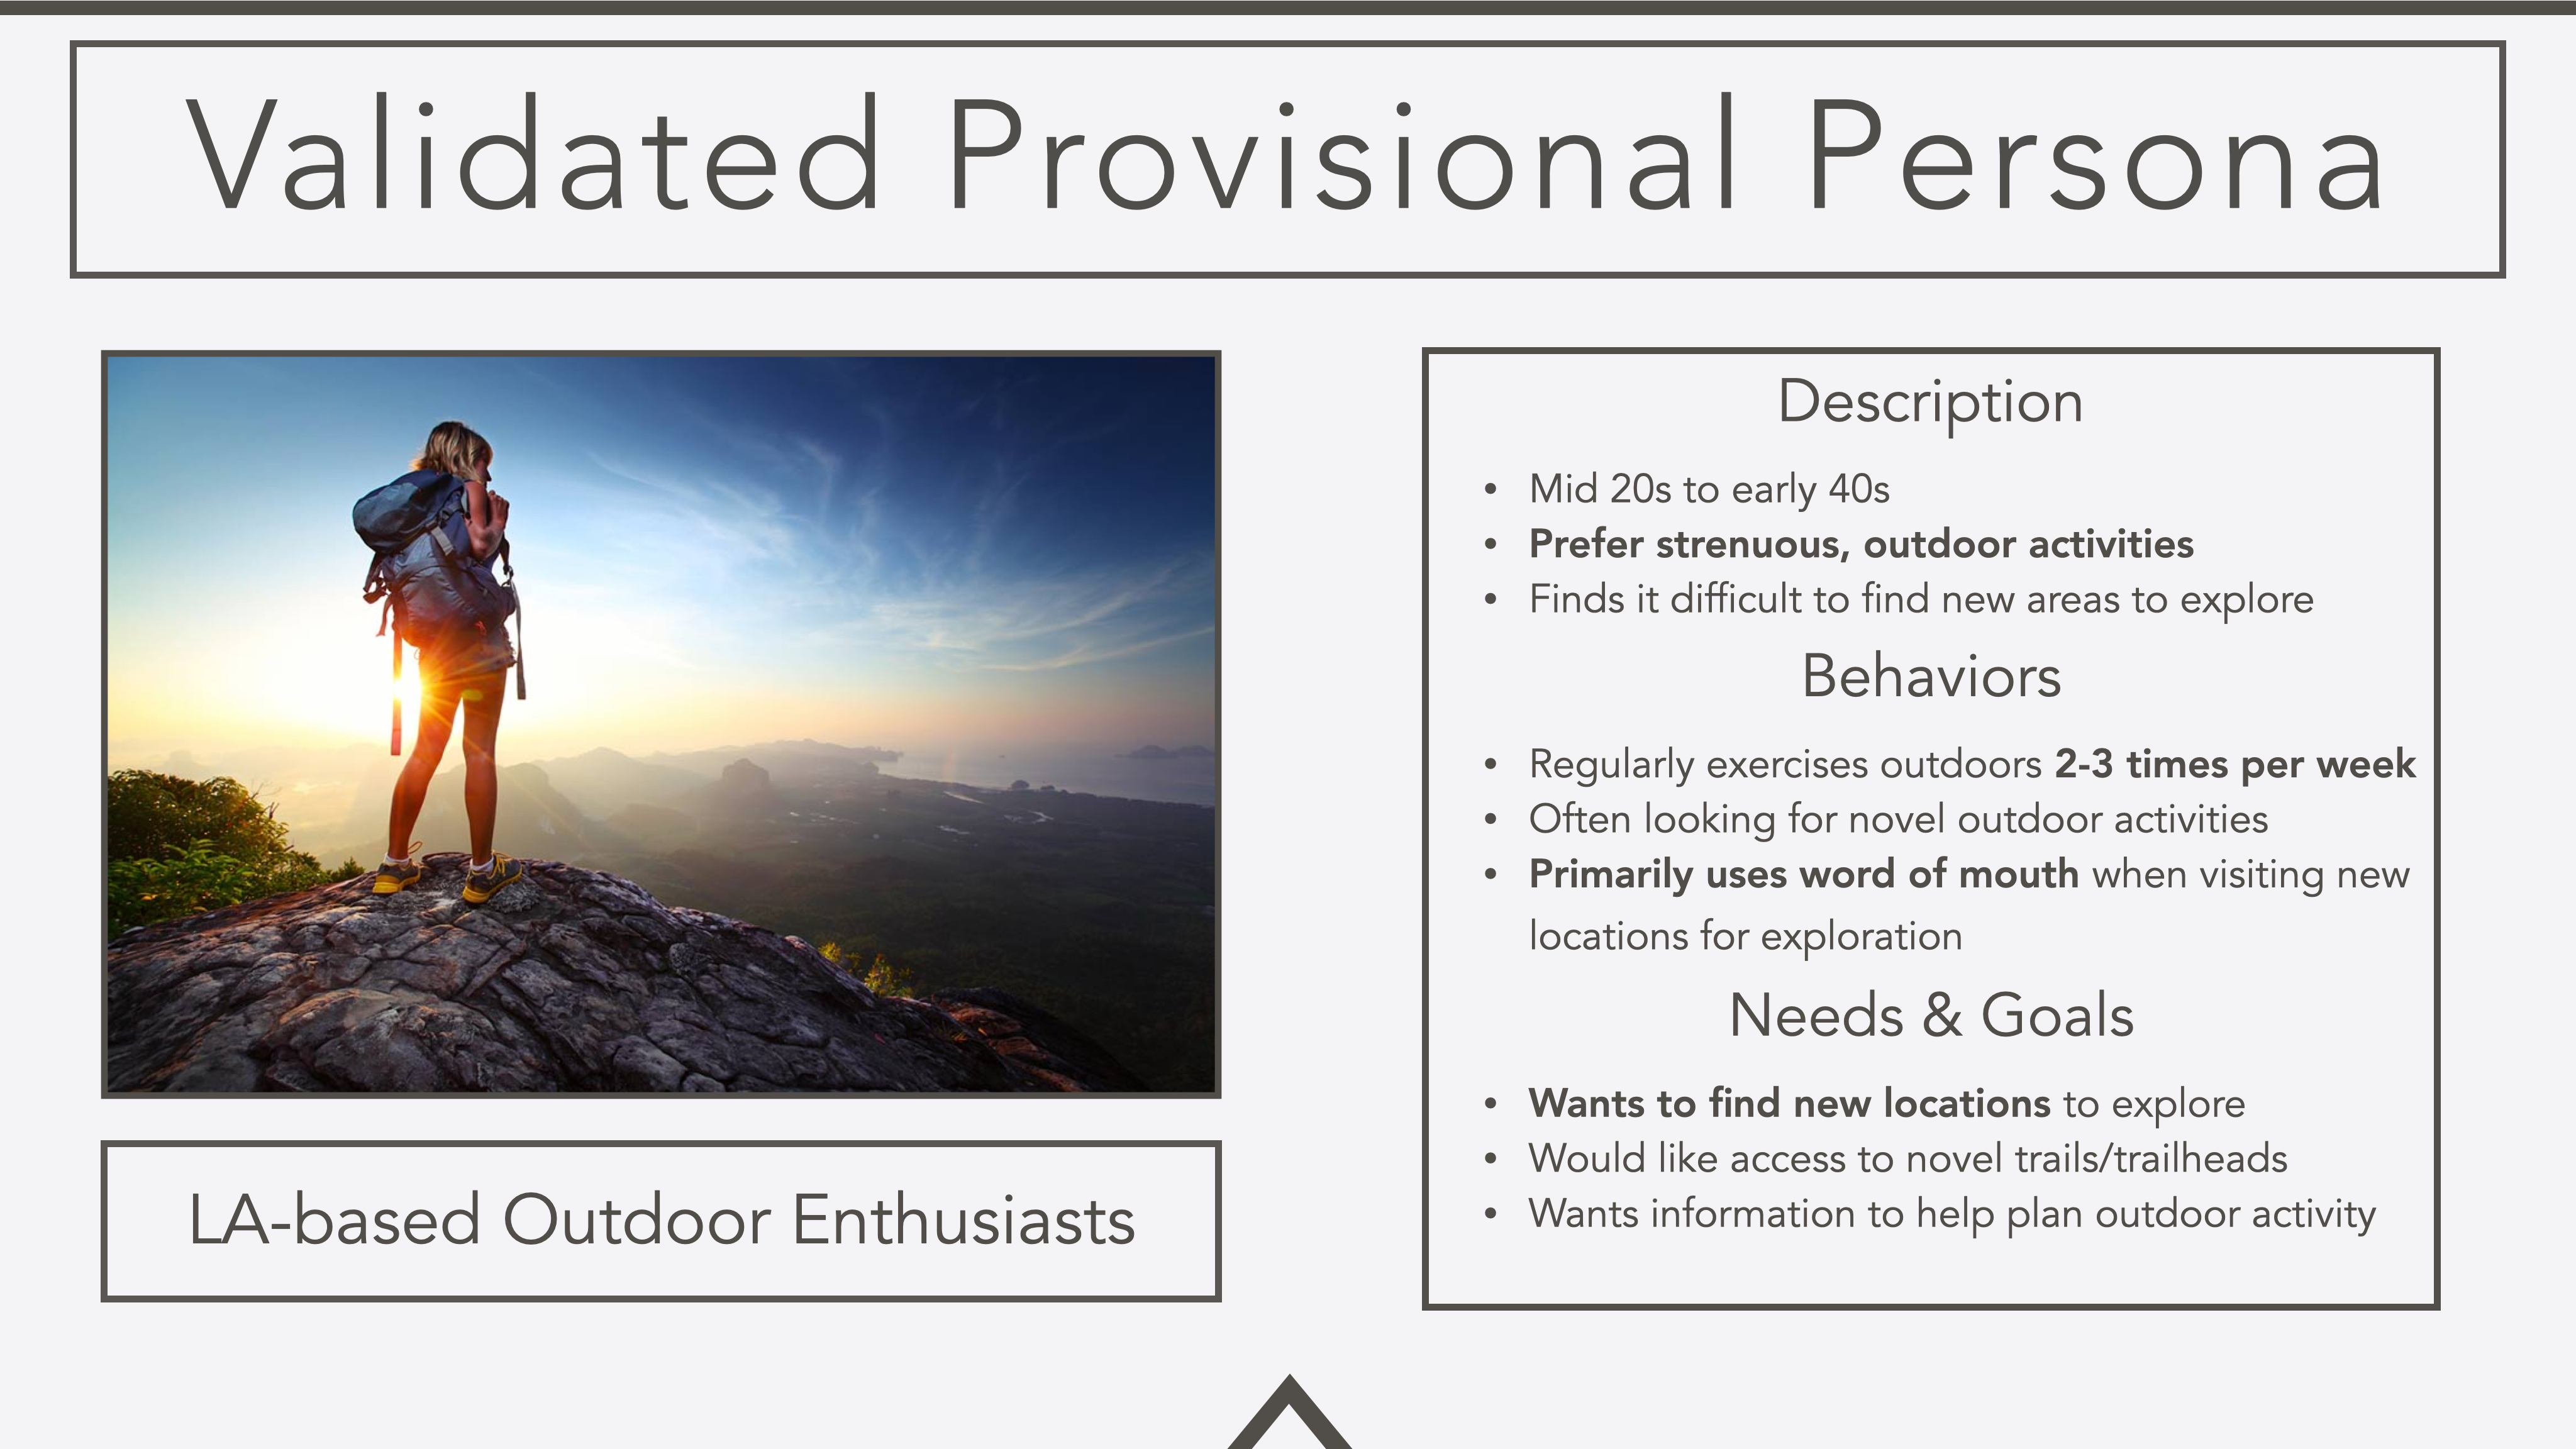 Validated Provisional Persona
LA-based Outdoor Enthusiasts
Description
• Mid 20s to early 40s
• Prefer strenuous, outdoor activities
• Finds it difficult to find new areas to explore
Behaviors
• Regularly exercises outdoors 2-3 times per week
• Often looking for novel outdoor activities
• Primarily uses word of mouth when visiting new
locations for exploration
Needs & Goals
• Wants to find new locations to explore
• Would like access to novel trails/trailheads
• Wants information to help plan outdoor activity